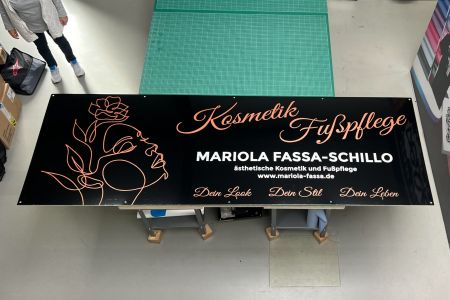 Kosmetik
Fußpflege
MARIOLA FASSA-SCHILLO
ästhetische Kosmetik und Fußpflege
www.mariola-fassa.de
Dein Look Dein Stil Dein Leben